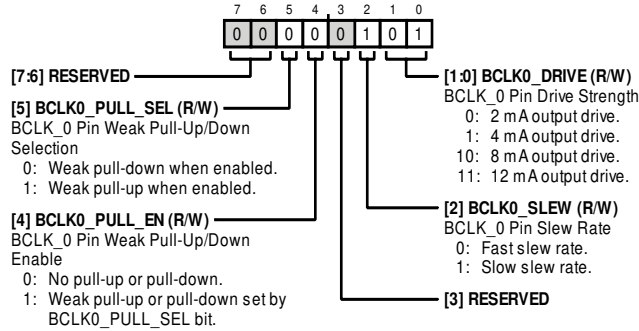 7 6 5 4 3 2 1 0
0 0 0 0 0 1 0 1
[7:6] RESERVED
[5] BCLK0_PULL_SEL (R/W)
BCLK_0 Pin Weak Pull-Up/Down
Selection
0: Weak pull-down when enabled.
1: Weak pull-up when enabled.
[4] BCLK0_PULL_EN (R/W)
BCLK_0 Pin Weak Pull-Up/Down
Enable
0: No pull-up or pull-down.
1: Weak pull-up or pull-down set by
BCLK0_PULL_SEL bit.
[1:0] BCLK0_DRIVE (R/W)
BCLK_0 Pin Drive Strength
0: 2 mA output drive.
1: 4 mA output drive.
10: 8 mA output drive.
11: 12 mA output drive.
[2] BCLK0_SLEW (R/W)
BCLK_0 Pin Slew Rate
0: Fast slew rate.
1: Slow slew rate.
[3] RESERVED